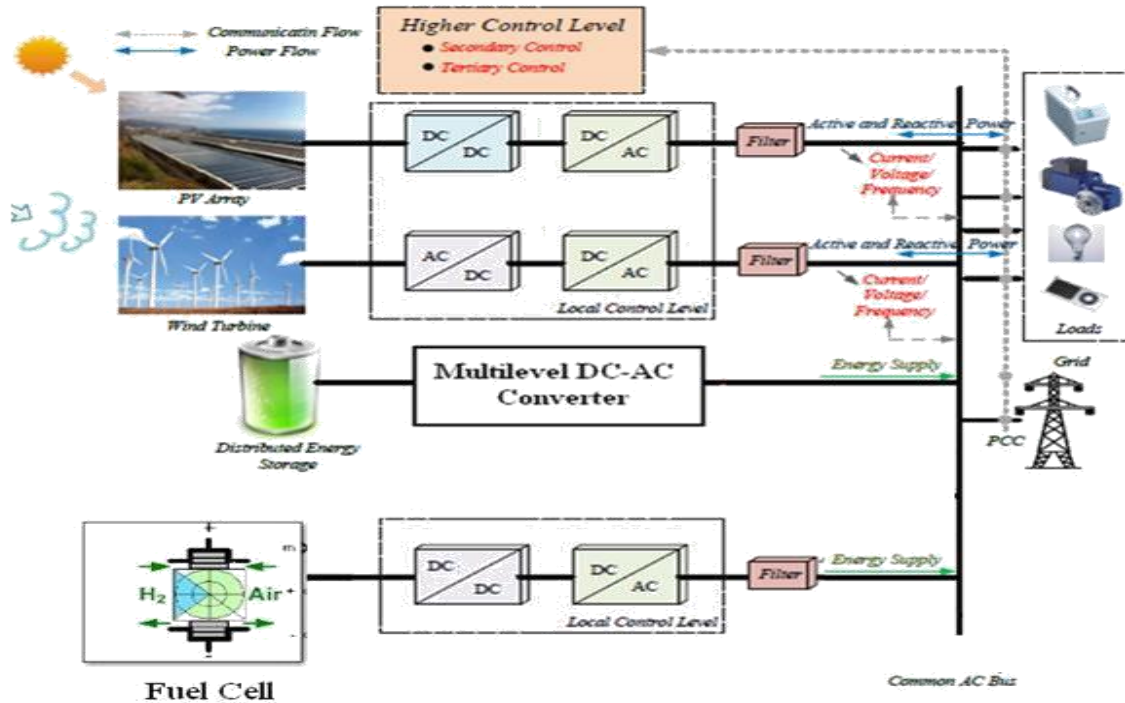 Communicatin Flow
Power Flow
Higher Control Level
Secondary Control
Tertiary Control
DC
DC
DC
AC
Filter
Active and Reactive Power
Current/
Voltage/
Frequency
PV Array
AC
DC
DC
AC
Filter
Active and Reactive Power
Current/
Voltage/
Frequency
Local Control Level
Wind Turbine
Loads
Multilevel DC-AC
Converter
Energy Supply
Grid
Distributed Energy
Storage
PCC
DC
DC
DC
AC
Filter
Energy Supply
H2
Air
+
-
Local Control Level
Fuel Cell
Common AC Bus